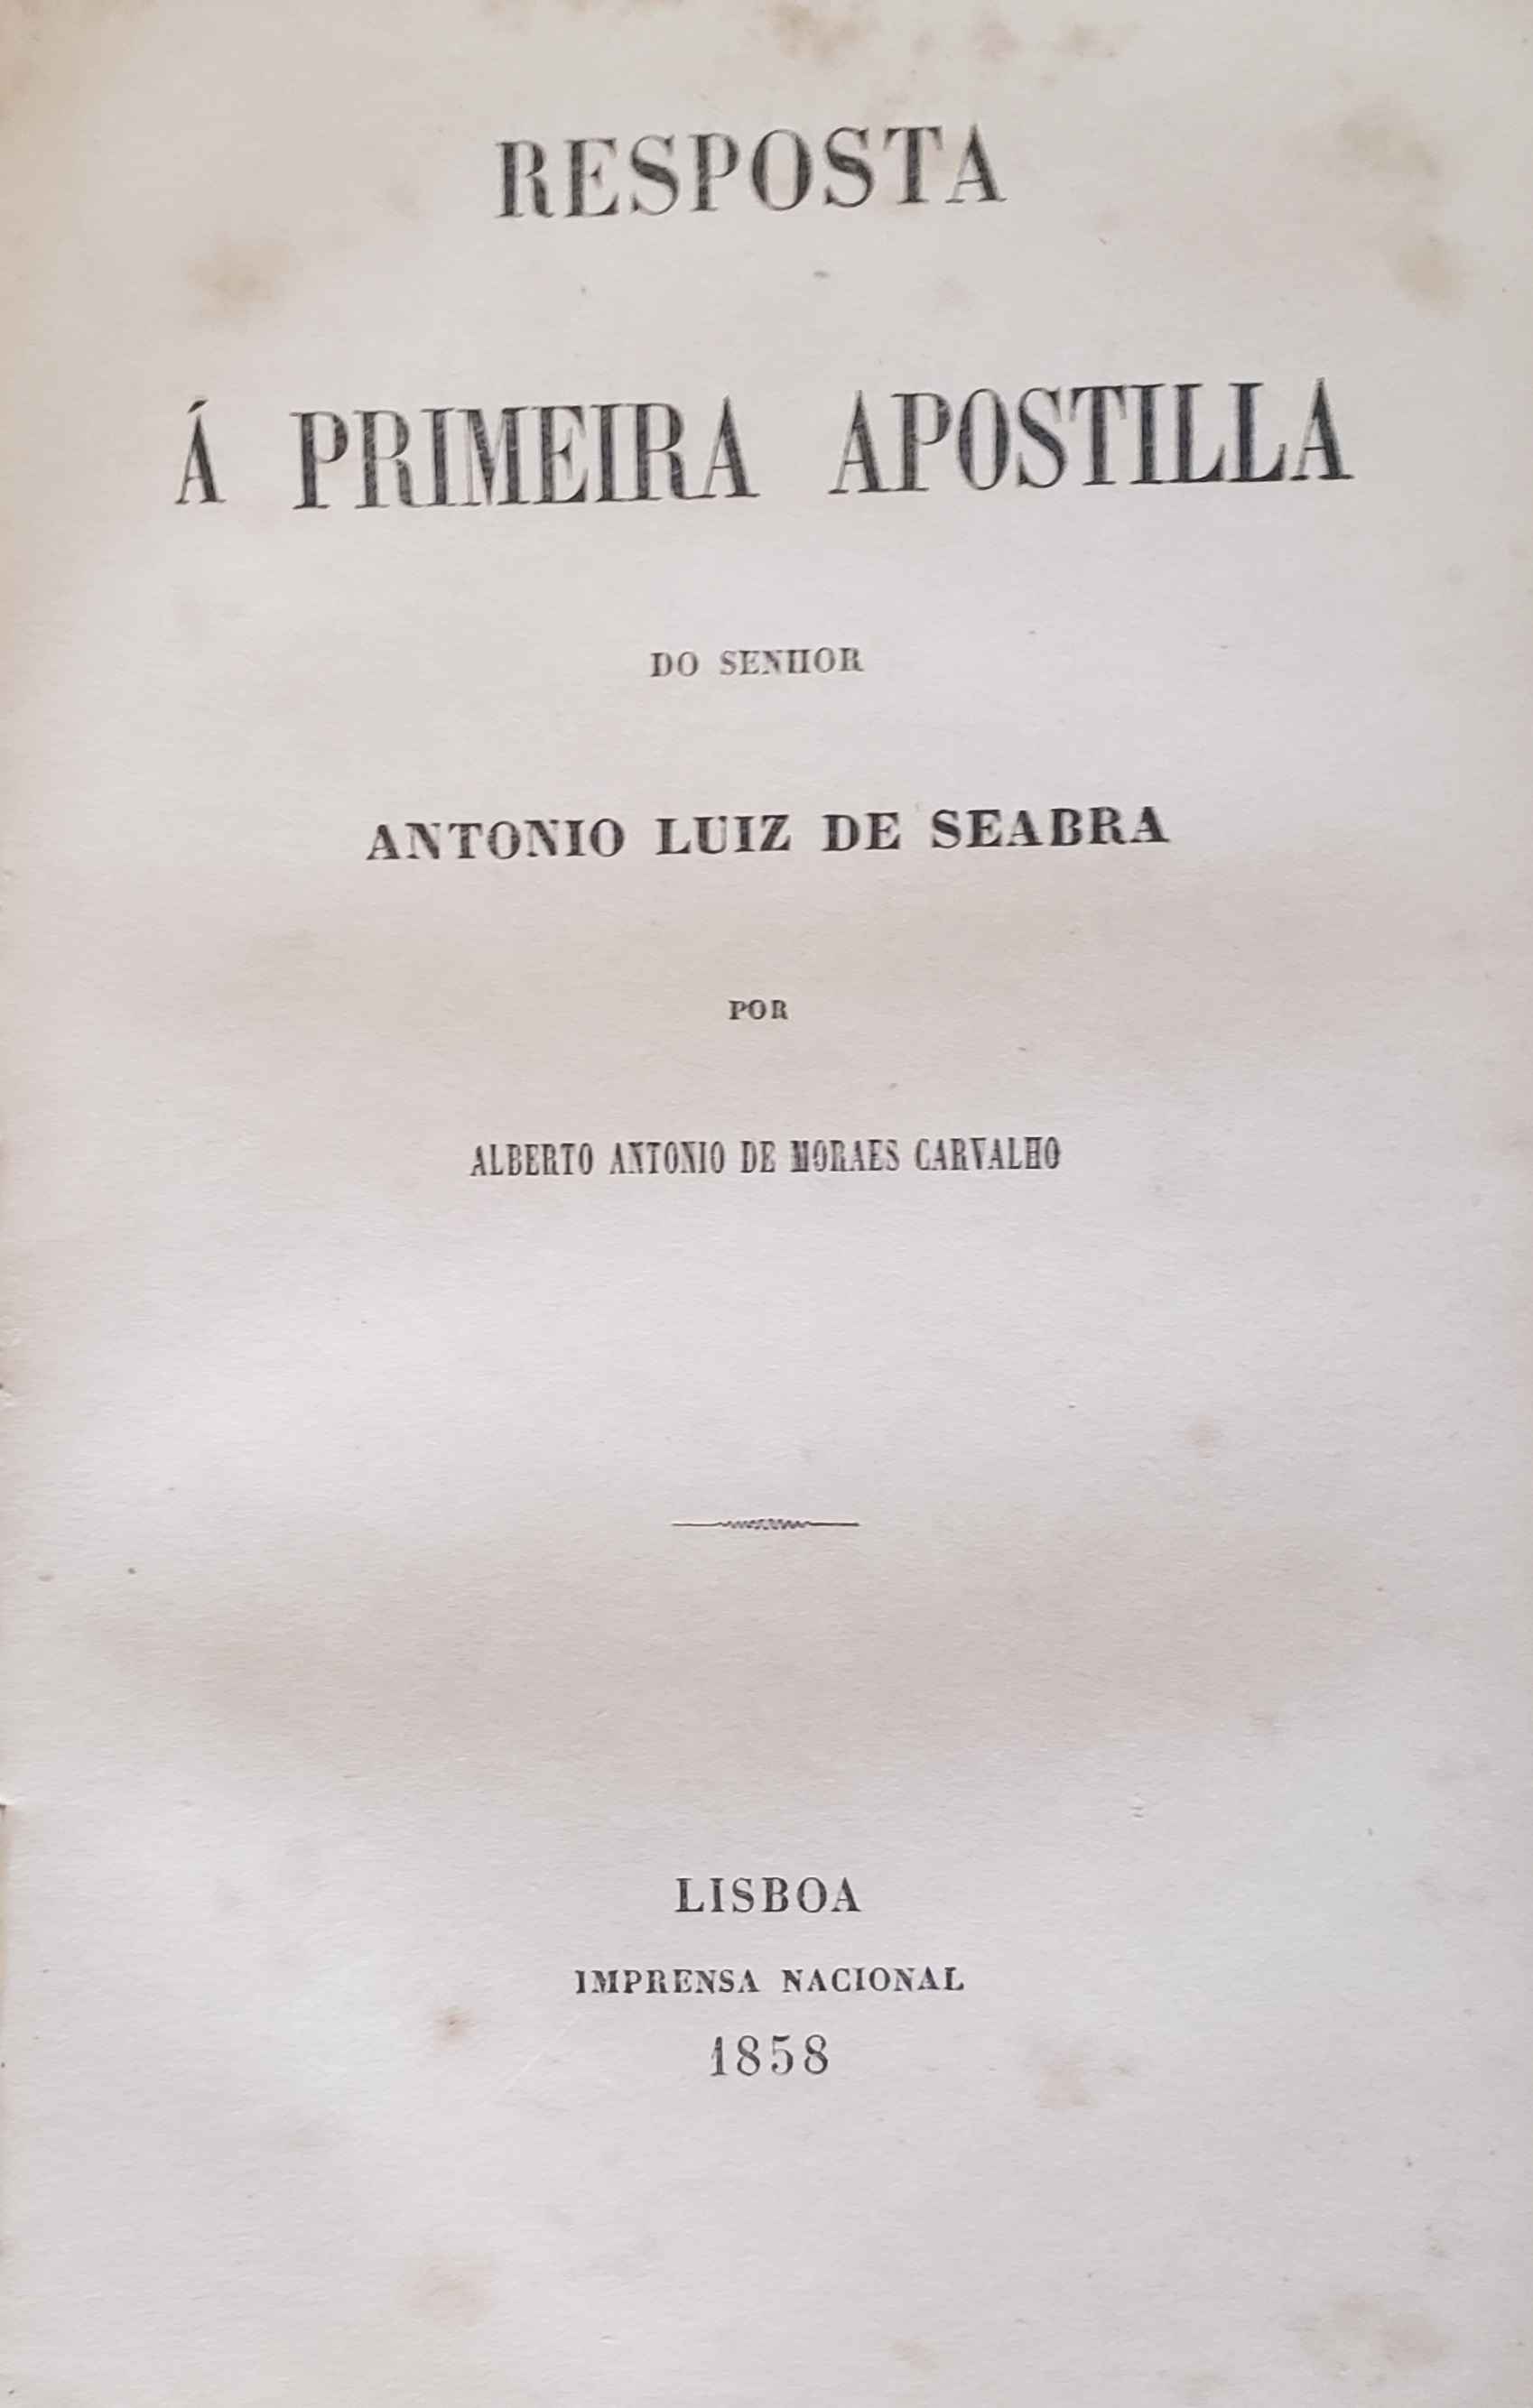 RESPOSTA
Á PRIMEIRA APOSTILLA
DO SENHOR
ANTONIO LUIZ DE SEABRA
POR
ALBERTO ANTONIO DE MORAES CARVALHO
LISBOA
IMPRENSA NACIONAL
1858